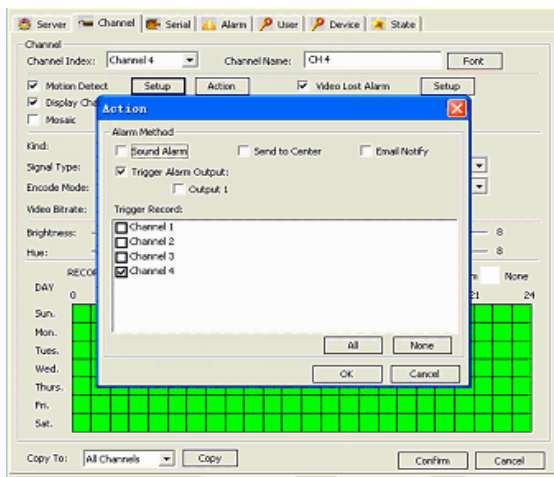 Server Channel Serial Alarm User Device State
Channel
Channel Index: Channel 4 Channel Name: CH 4 Font
Motion Detect Setup Action Video Lost Alarm Setup
Display Cha
Mosaic
Action
Alarm Method
Sound Alarm Send to Center Email Notify
Trigger Alarm Output:
Output 1
Trigger Record:
Channel 1
Channel 2
Channel 3
Channel 4
All None
OK Cancel
Kind:
Signal Type:
Encode Mode:
Video Bitrate:
Brightness: 8
Hue: 8
RECOR m None
DAY 0 21 24
Sun.
Mon.
Tues.
Wed.
Thurs.
Fri.
Sat.
Copy To: All Channels Copy Confirm Cancel